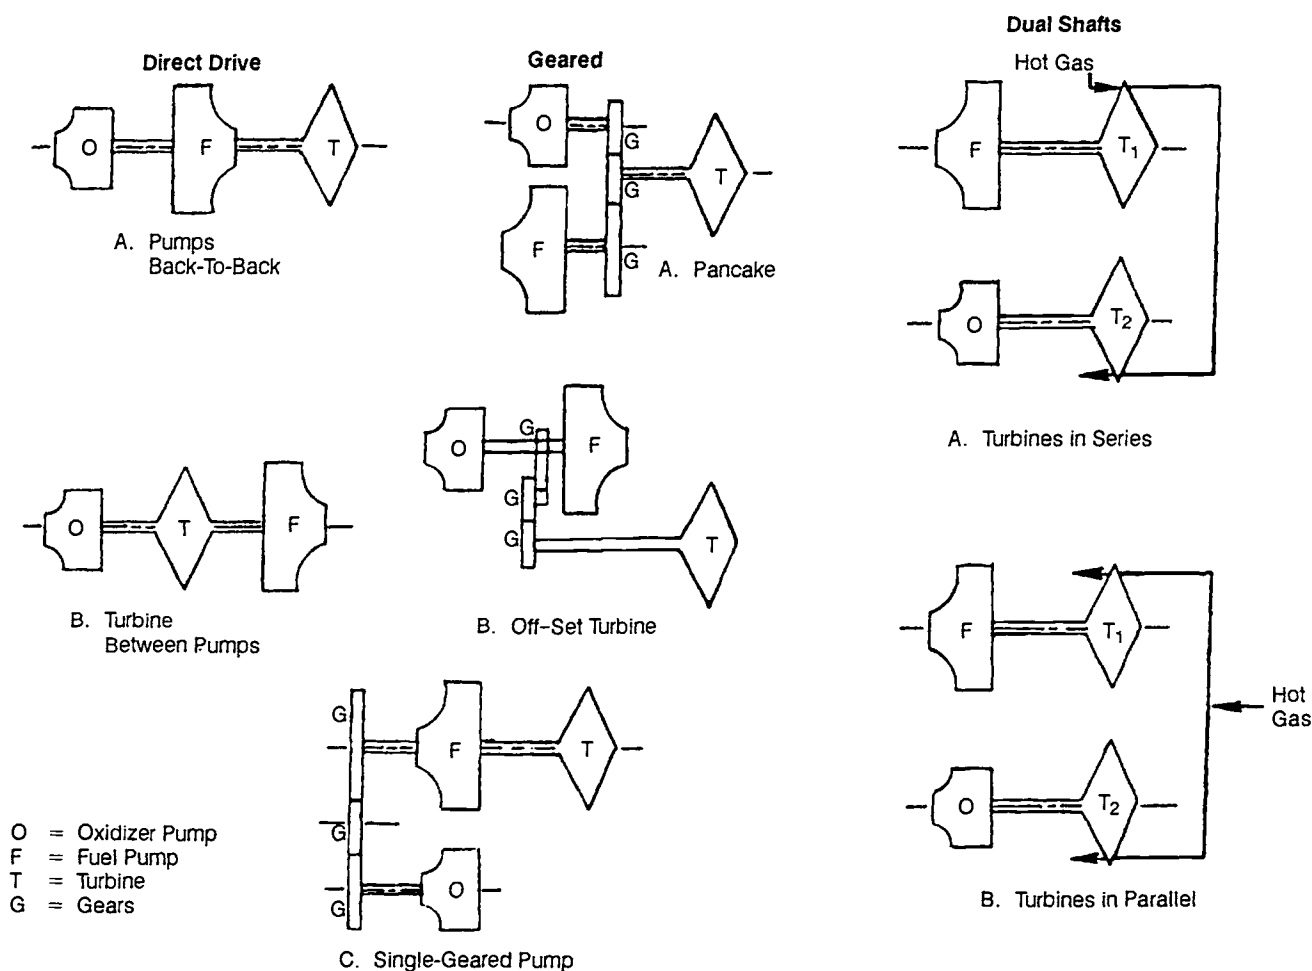 Direct Drive
O
F
T
A. Pumps
Back-To-Back
O
T
F
B. Turbine
Between Pumps
Geared
O
G
G
T
F
G
A. Pancake
G
O
F
G
G
T
B. Off-Set Turbine
G
F
T
G
G
O
C. Single-Geared Pump
Dual Shafts
Hot Gas
F
T1
O
T2
A. Turbines in Series
F
T1
Hot
Gas
O
T2
B. Turbines in Parallel
O = Oxidizer Pump
F = Fuel Pump
T = Turbine
G = Gears